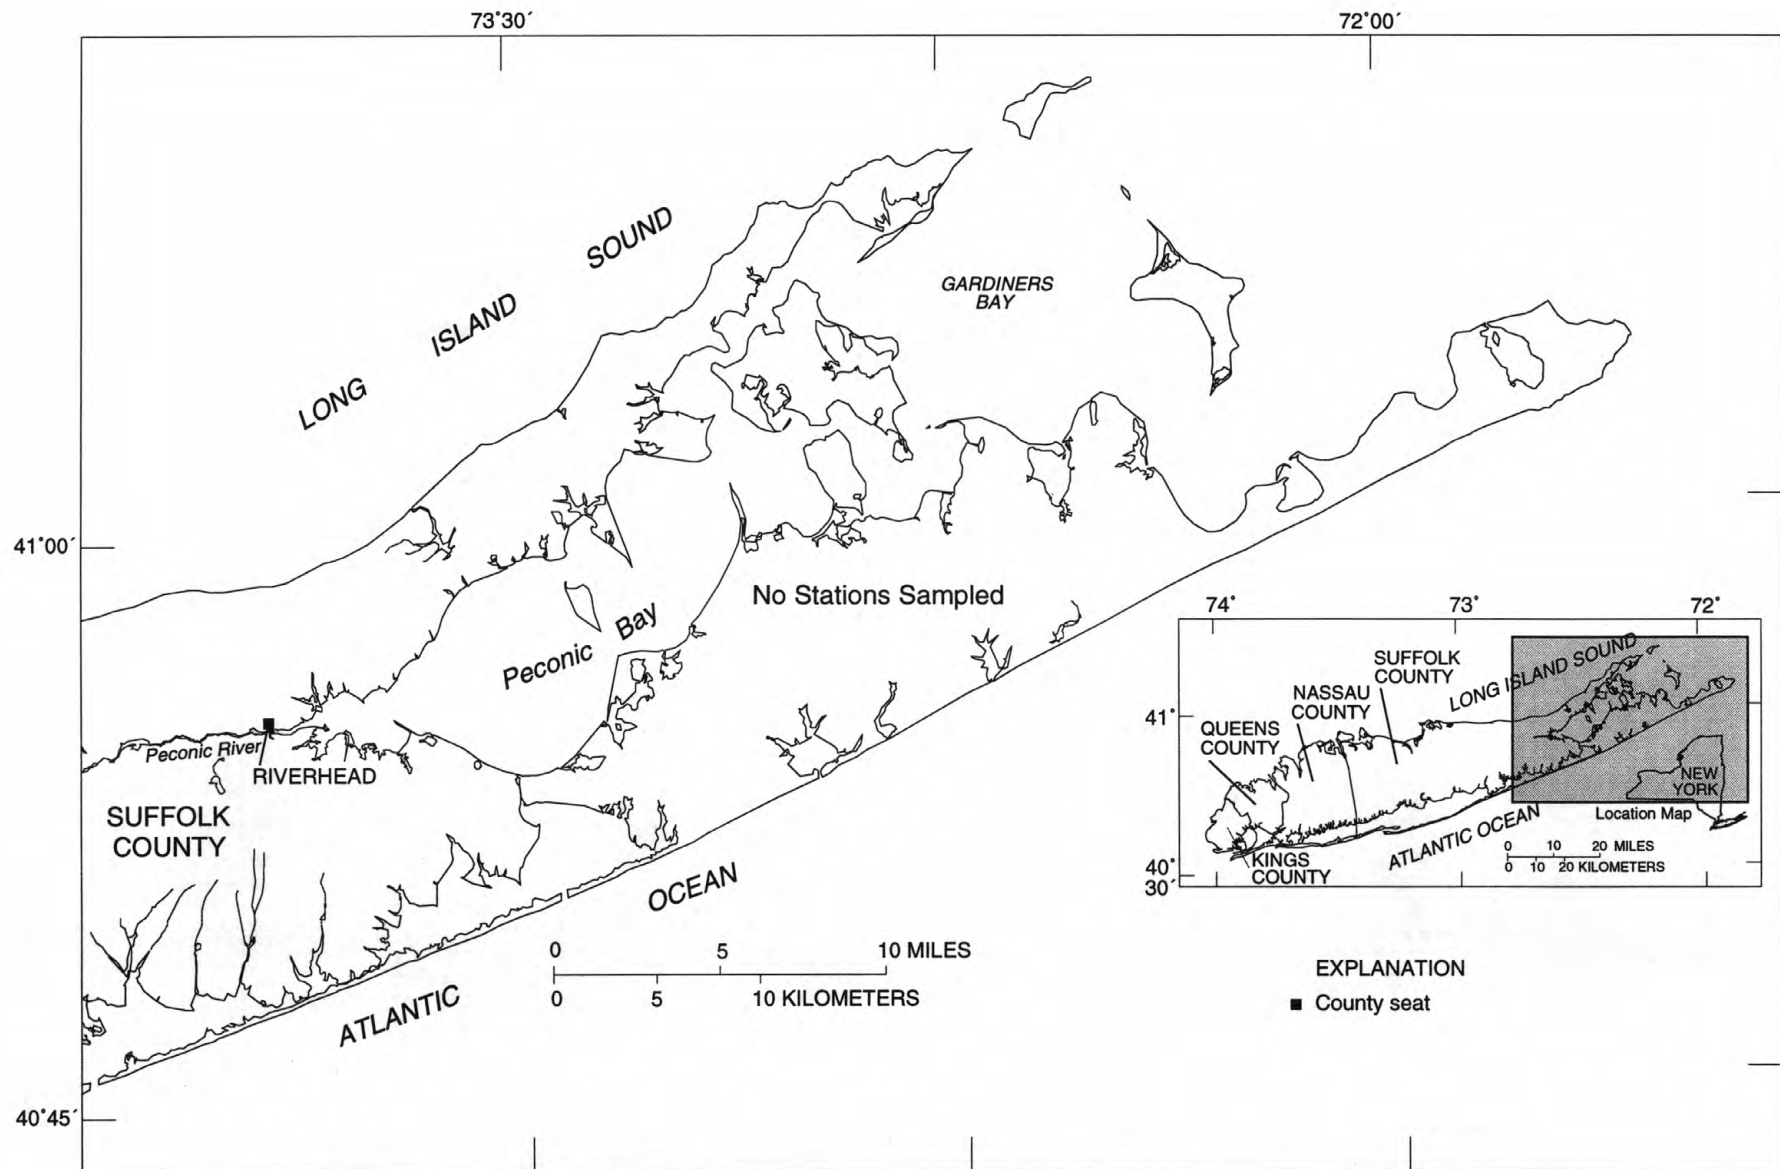 73°30′
72°00′
LONG ISLAND SOUND
GARDINERS
BAY
41°00′
No Stations Sampled
Peconic Bay
Peconic River
RIVERHEAD
SUFFOLK
COUNTY
ATLANTIC OCEAN
40°45′
0 5 10 MILES
0 5 10 KILOMETERS
74°
73°
72°
LONG ISLAND SOUND
SUFFOLK
COUNTY
NASSAU
COUNTY
QUEENS
COUNTY
41°
NEW
YORK
Location Map
ATLANTIC OCEAN
KINGS
COUNTY
40°
30′
0 10 20 MILES
0 10 20 KILOMETERS
EXPLANATION
County seat